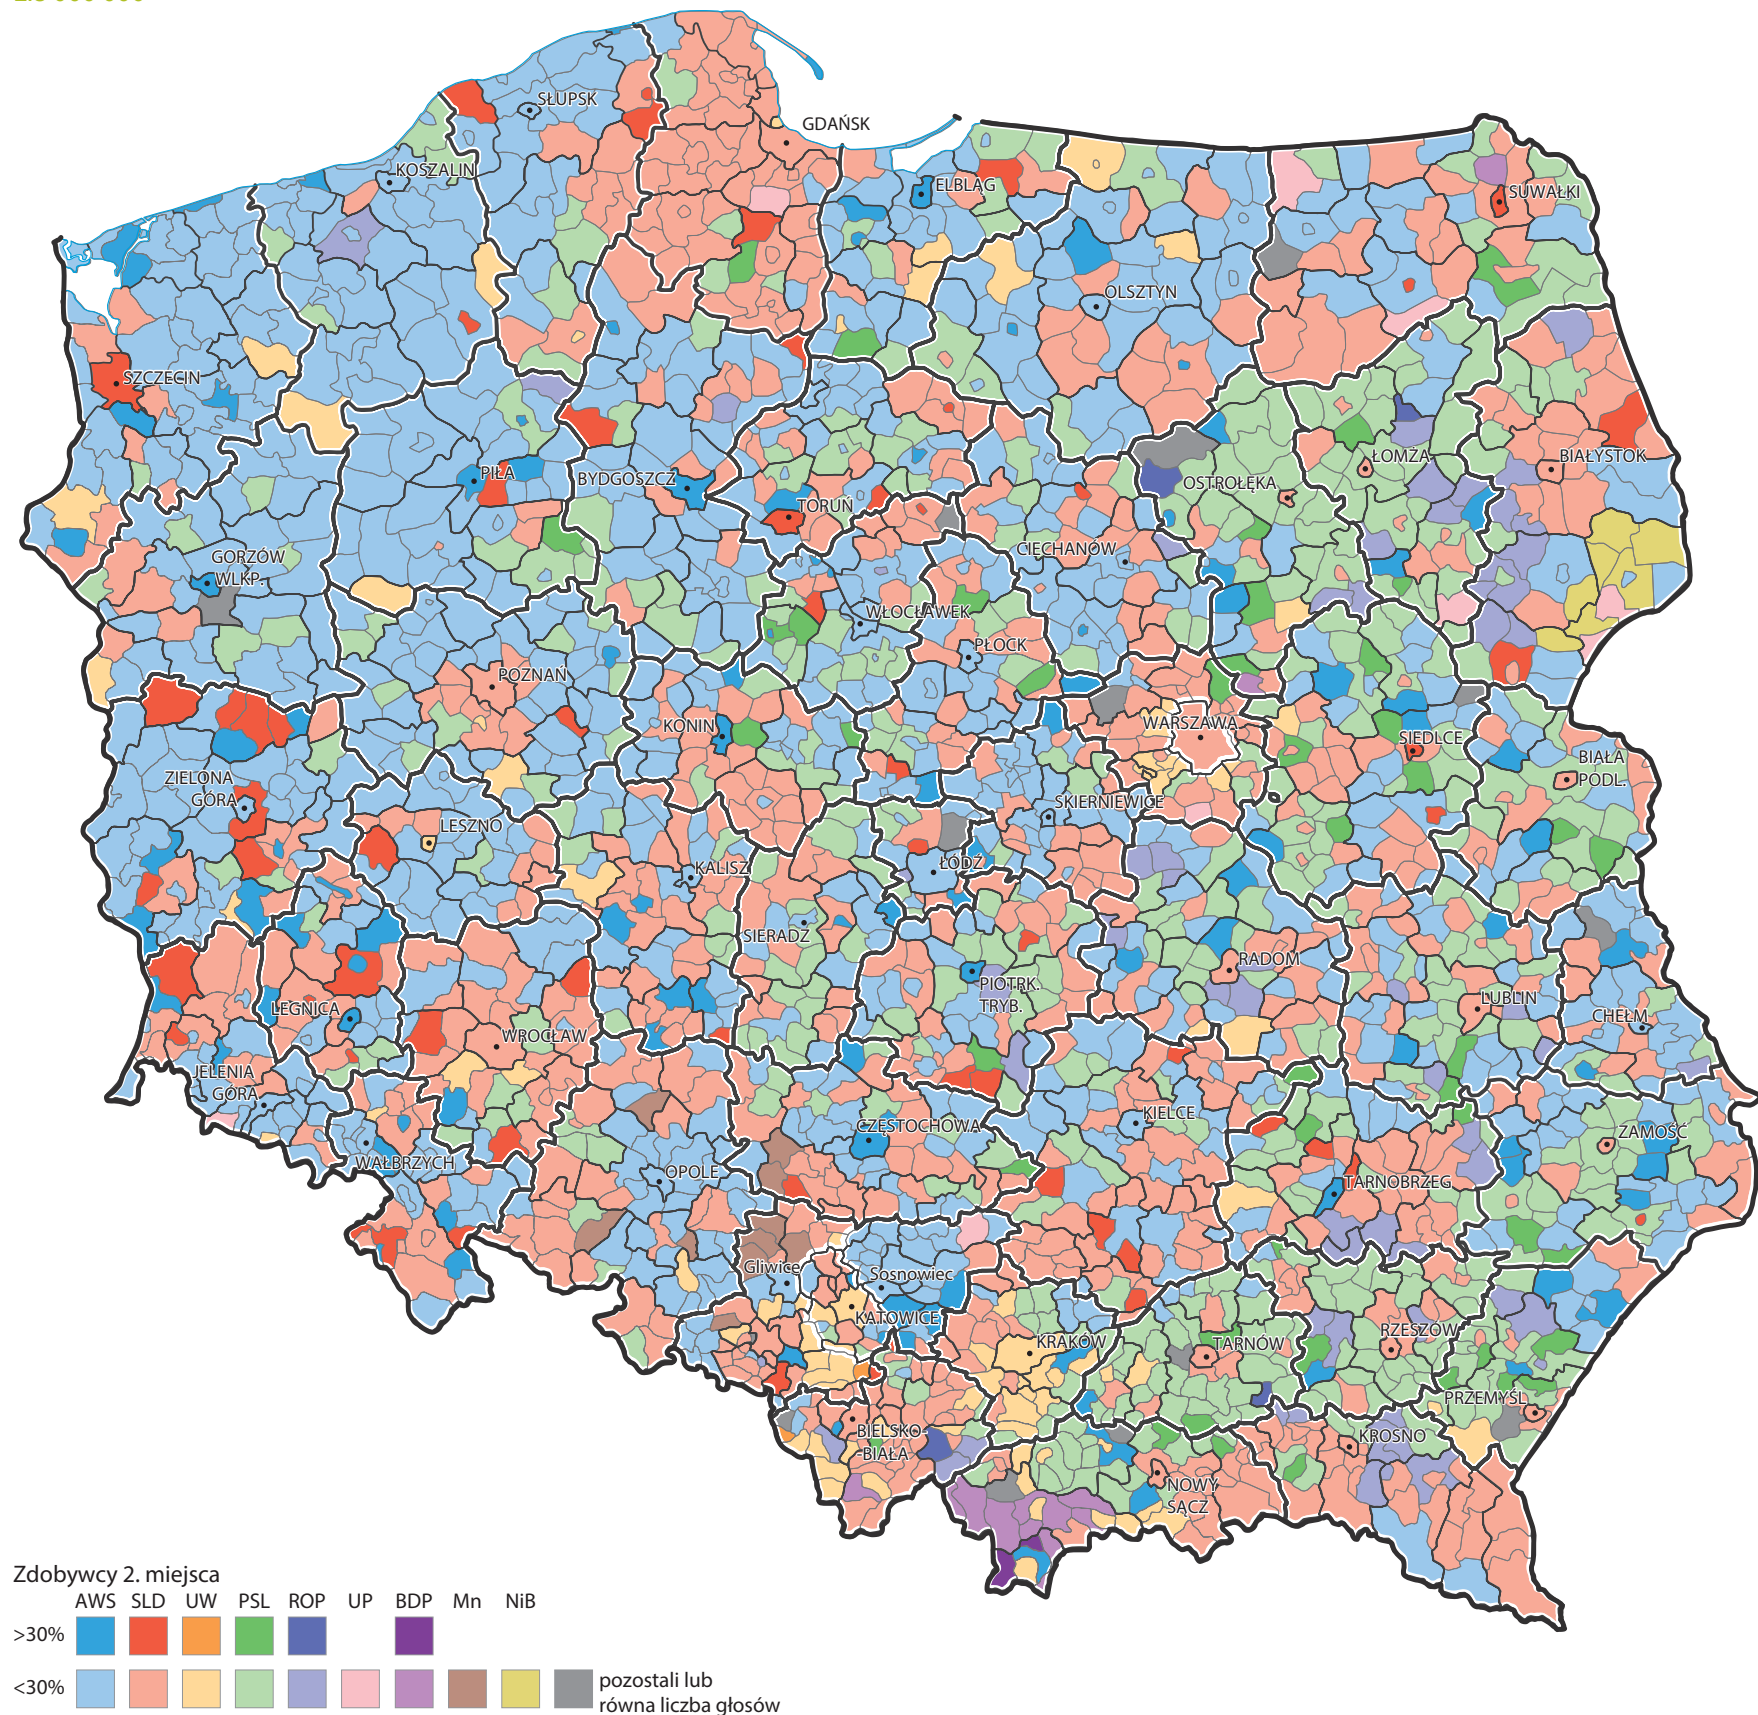 SŁUPSK
GDAŃSK
KOSZALIN
ELBLĄG
SUWAŁKI
OLSZTYN
SZCZECIN
PIŁA
BYDGOSZCZ
TORUŃ
OSTROŁĘKA
ŁOMŻA
BIAŁYSTOK
GORZÓW
WLKP.
CIECHANÓW
WŁOCŁAWEK
PŁOCK
POZNAŃ
KONIN
WARSZAWA
SIEDLCE
BIAŁA
PODL.
ZIELONA
GÓRA
LESZNO
SKIERNIEWICE
KALISZ
ŁÓDŹ
SIERADZ
RADOM
PIOTRK.
TRYB.
LUBLIN
CHEŁM
LEGNICA
WROCŁAW
JELENIA
GÓRA
WAŁBRZYCH
CZĘSTOCHOWA
KIELCE
ZAMOŚĆ
OPOLE
TARNOBRZEG
Gliwice
Sosnowiec
KATOWICE
KRAKÓW
TARNÓW
RZESZÓW
PRZEMYŚL
BIELSKO-
-BIAŁA
KROSNO
NOWY
SĄCZ
Zdobywcy 2. miejsca
AWS SLD UW PSL ROP UP BDP Mn NiB
>30%
<30% pozostali lub
równa liczba głosów